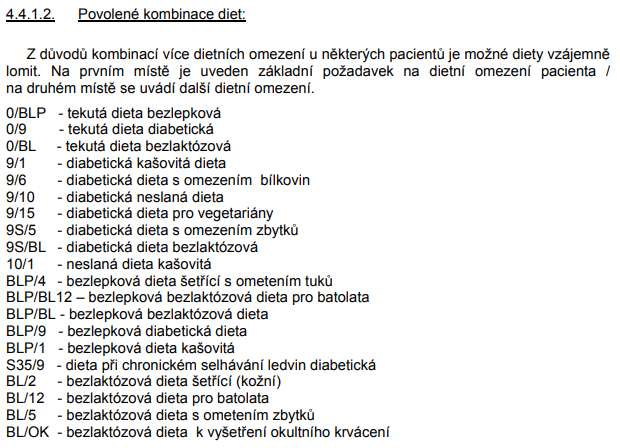 4.4.1.2. Povolené kombinace diet:
Z důvodů kombinací více dietních omezení u některých pacientů je možné diety vzájemně
lomit. Na prvním místě je uveden základní požadavek na dietní omezení pacienta /
na druhém místě se uvádí další dietní omezení.
0/BLP - tekutá dieta bezlepková
0/9 - tekutá dieta diabetická
0/BL - tekutá dieta bezlaktózová
9/1 - diabetická kašovitá dieta
9/6 - diabetická dieta s omezením bílkovin
9/10 - diabetická neslaná dieta
9/15 - diabetická dieta pro vegetariány
9S/5 - diabetická dieta s omezením zbytků
9S/BL - diabetická dieta bezlaktózová
10/1 - neslaná dieta kašovitá
BLP/4 - bezlepková dieta šetřící s ometením tuků
BLP/BL12 – bezlepková bezlaktózová dieta pro batolata
BLP/BL - bezlepková bezlaktózová dieta
BLP/9 - bezlepková diabetická dieta
BLP/1 - bezlepková dieta kašovitá
S35/9 - dieta při chronickém selhávání ledvin diabetická
BL/2 - bezlaktózová dieta šetřící (kožní)
BL/12 - bezlaktózová dieta pro batolata
BL/5 - bezlaktózová dieta s ometením zbytků
BL/OK - bezlaktózová dieta k vyšetření okultního krvácení